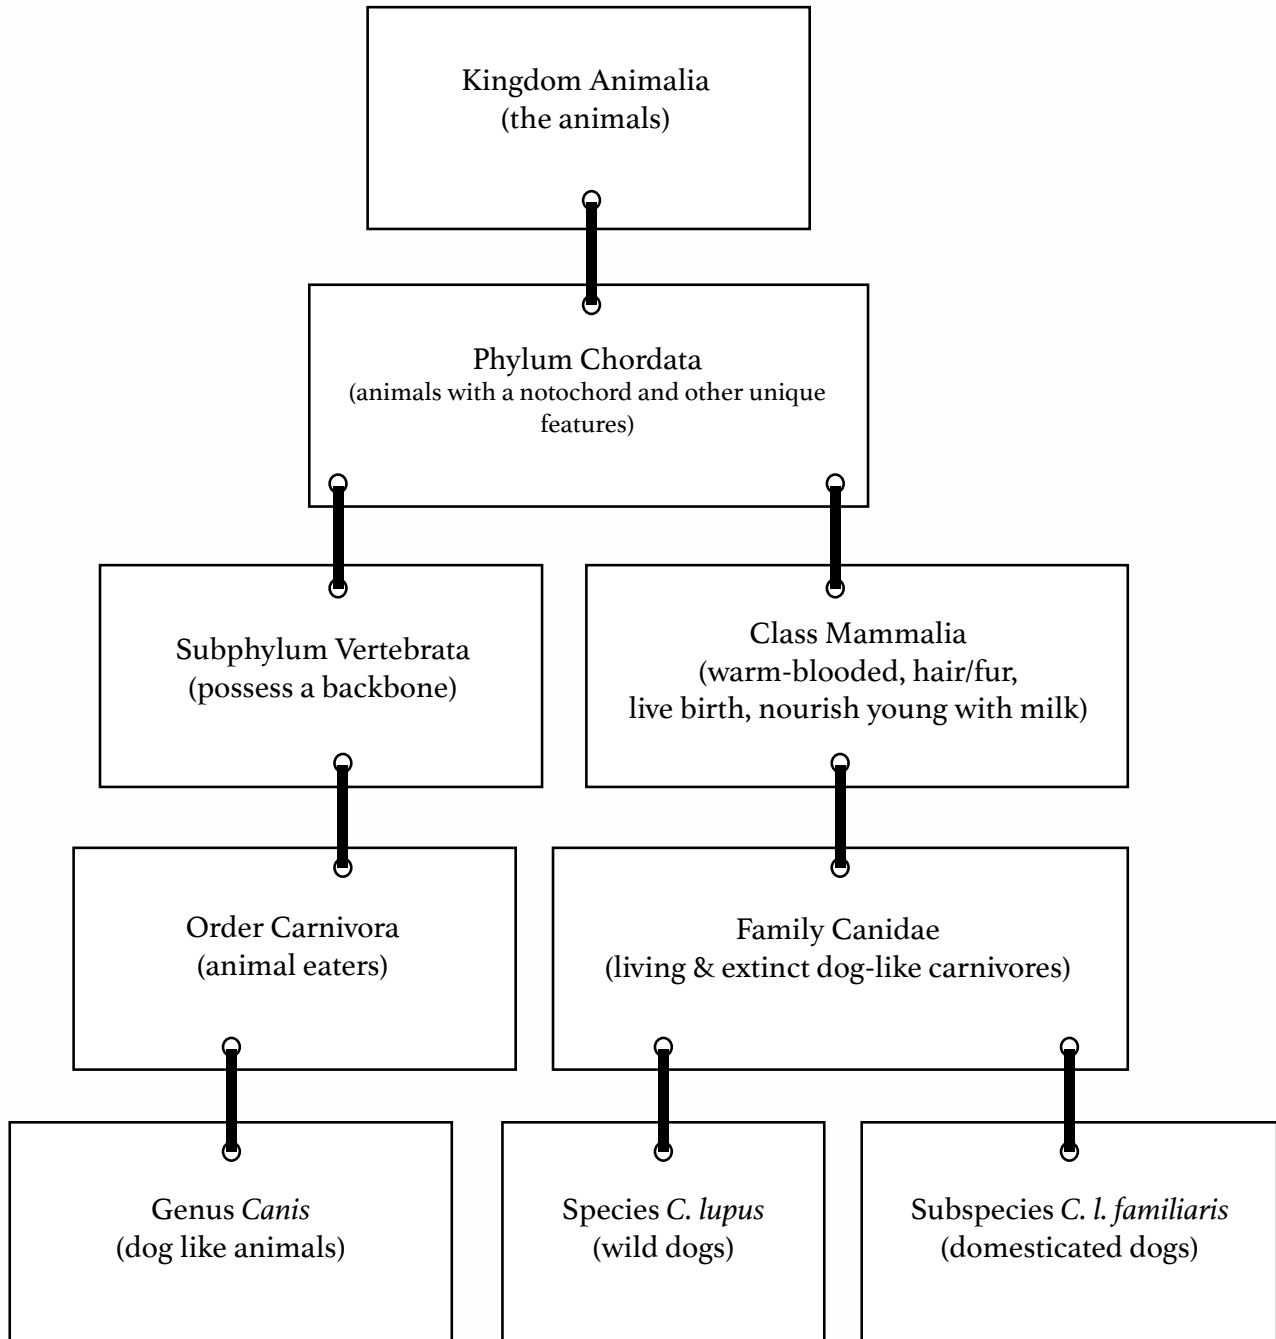 Kingdom Animalia
(the animals)
Phylum Chordata
(animals with a notochord and other unique
features)
Subphylum Vertebrata
(possess a backbone)
Class Mammalia
(warm-blooded, hair/fur,
live birth, nourish young with milk)
Order Carnivora
(animal eaters)
Family Canidae
(living & extinct dog-like carnivores)
Genus Canis
(dog like animals)
Species C. lupus
(wild dogs)
Subspecies C. l. familiaris
(domesticated dogs)